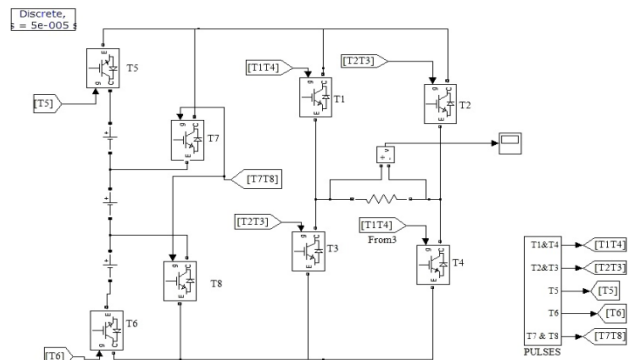 Discrete,
s = 5e-005 s
T5
[T5]
T7
[T7T8]
T8
T6
[T6]
[T1T4]
T1
[T2T3]
T2
[T2T3]
T3
[T1T4]
From3
T4
T1&T4
[T1T4]
T2&T3
[T2T3]
T5
[T5]
T6
[T6]
T7 & T8
[T7T8]
PULSES